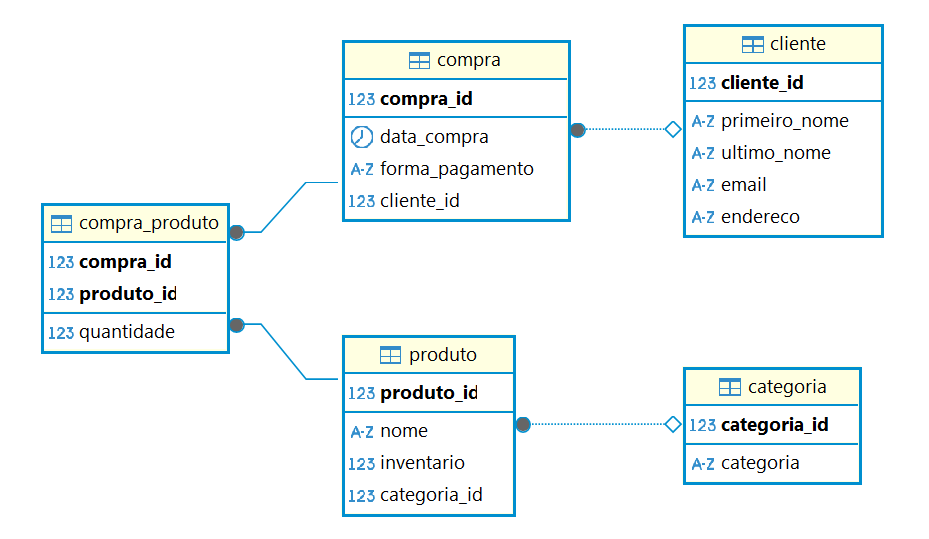 compra
123 compra_id
data_compra
A-Z forma_pagamento
123 cliente_id
cliente
123 cliente_id
A-Z primeiro_nome
A-Z ultimo_nome
A-Z email
A-Z endereco
compra_produto
123 compra_id
123 produto_id
123 quantidade
produto
123 produto_id
A-Z nome
123 inventario
123 categoria_id
categoria
123 categoria_id
A-Z categoria